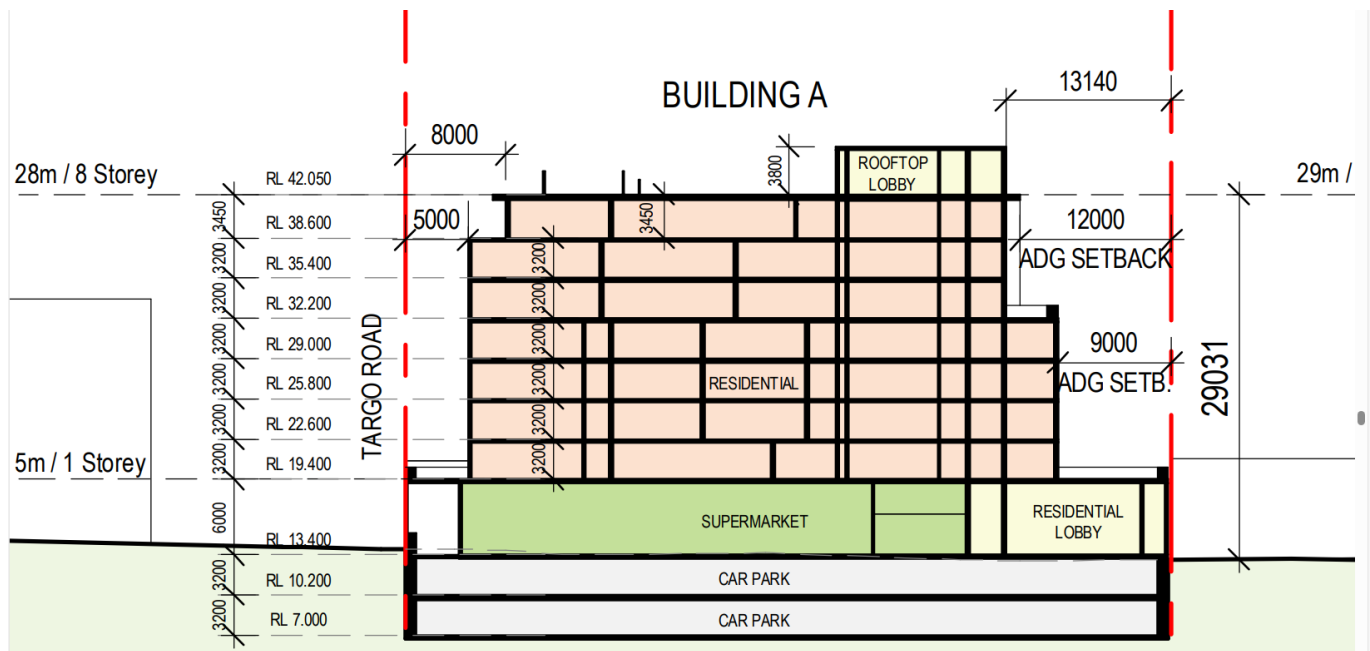 BUILDING A
13140
8000
28m / 8 Storey
RL 42.050
3800
ROOFTOP
LOBBY
29m /
3450
RL 38.600
5000
3450
12000
ADG SETBACK
3200
RL 35.400
3200
3200
RL 32.200
3200
3200
RL 29.000
3200
9000
ADG SETB.
29031
3200
RL 25.800
3200
RESIDENTIAL
TARGO ROAD
3200
RL 22.600
3200
3200
RL 19.400
3200
5m / 1 Storey
6000
SUPERMARKET
RESIDENTIAL
LOBBY
RL 13.400
3200
RL 10.200
CAR PARK
3200
RL 7.000
CAR PARK